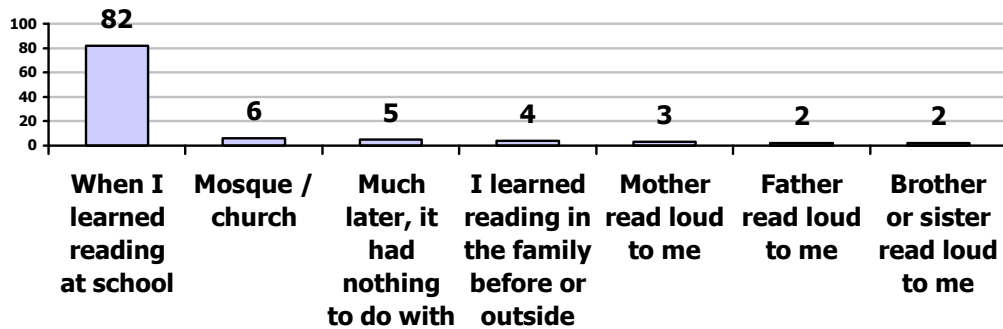 100
80
60
40
20
0
82
6
5
4
3
2
2
When I
learned
reading
at school
Mosque /
church
Much
later, it
had
nothing
to do with
I learned
reading in
the family
before or
outside
Mother
read loud
to me
Father
read loud
to me
Brother
or sister
read loud
to me